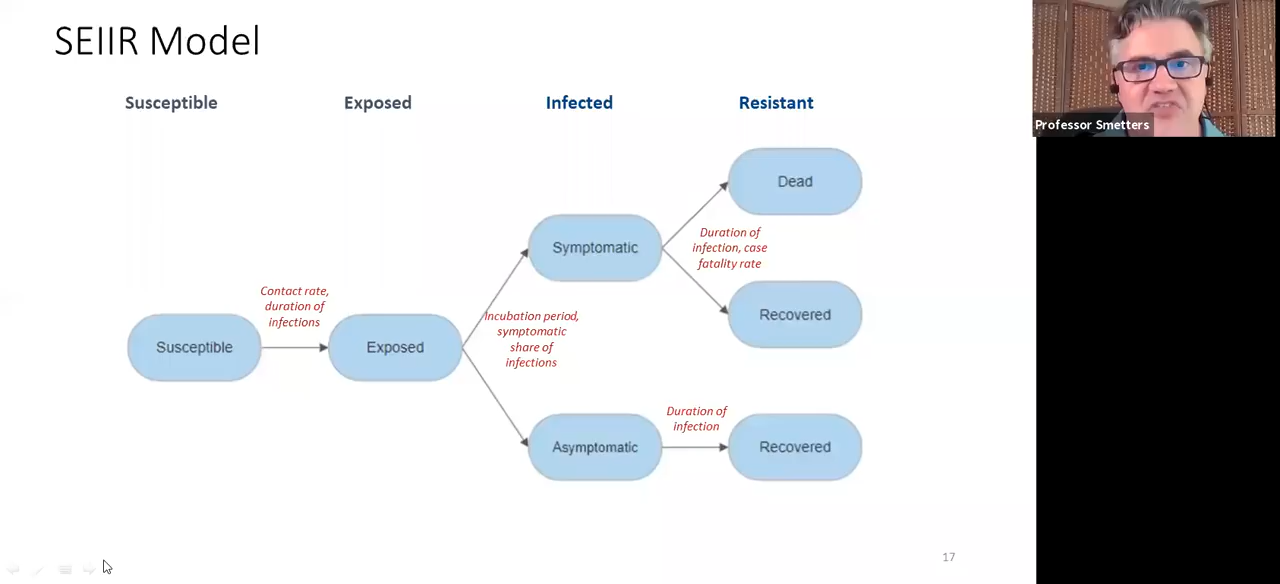 SEIIR Model
Susceptible
Exposed
Infected
Resistant
Professor Smetters
Dead
Symptomatic
Duration of
infection, case
fatality rate
Contact rate,
duration of
infections
Recovered
Incubation period,
symptomatic
share of
infections
Susceptible
Exposed
Duration of
infection
Asymptomatic
Recovered
17